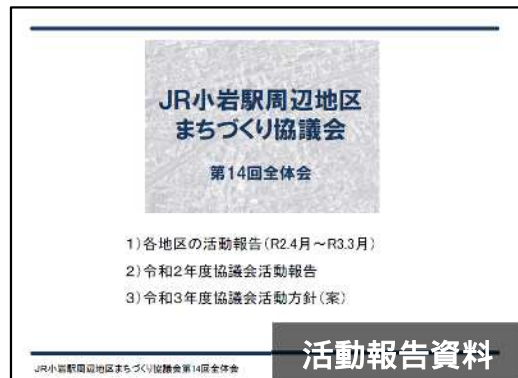 JR小岩駅周辺地区
まちづくり協議会
第14回全体会
1)各地区の活動報告(R2.4月～R3.3月)
2)令和2年度協議会活動報告
3)令和3年度協議会活動方針(案)
JR小岩駅周辺地区まちづくり協議会第14回全体会
活動報告資料